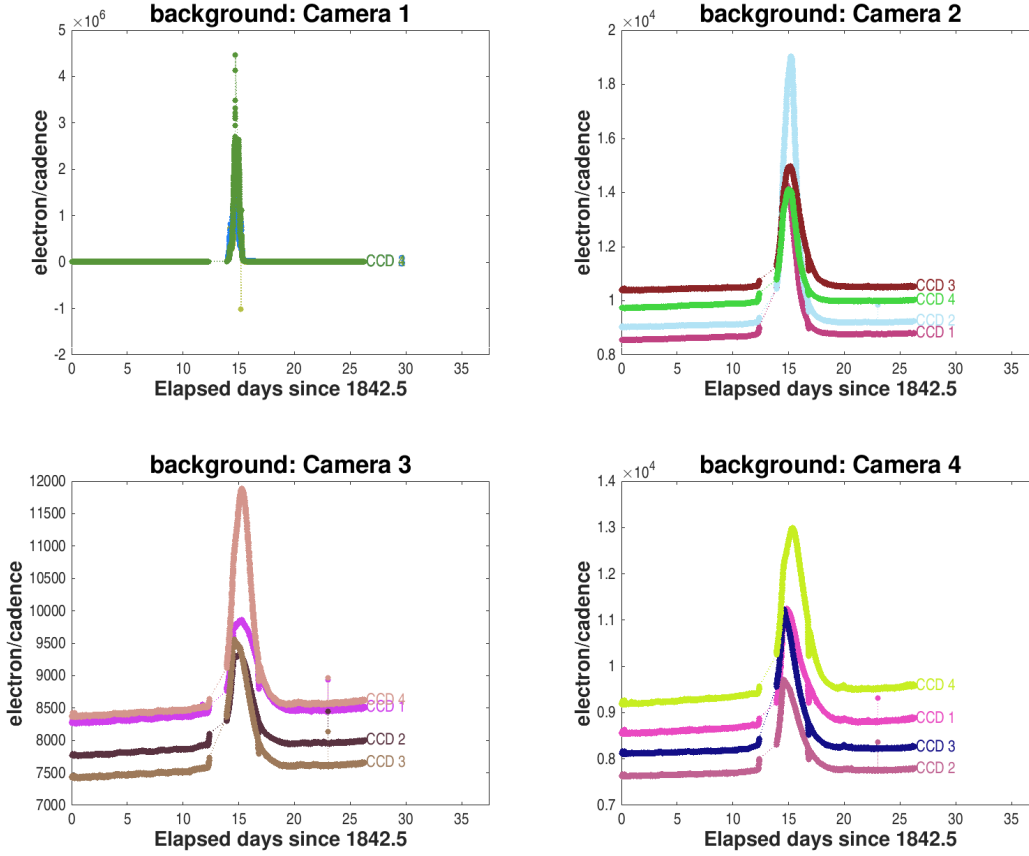 background: Camera 1
×10⁶
5
4
3
2
1
0
-1
-2
electron/cadence
0 5 10 15 20 25 30 35
Elapsed days since 1842.5
background: Camera 2
×10⁴
2
1.8
1.6
1.4
1.2
1
0.8
electron/cadence
CCD 3
CCD 4
CCD 2
CCD 1
0 5 10 15 20 25 30 35
Elapsed days since 1842.5
background: Camera 3
12000
11500
11000
10500
10000
9500
9000
8500
8000
7500
7000
electron/cadence
CCD 4
CCD 1
CCD 2
CCD 3
0 5 10 15 20 25 30 35
Elapsed days since 1842.5
background: Camera 4
×10⁴
1.4
1.3
1.2
1.1
1
0.9
0.8
0.7
electron/cadence
CCD 4
CCD 1
CCD 3
CCD 2
0 5 10 15 20 25 30 35
Elapsed days since 1842.5